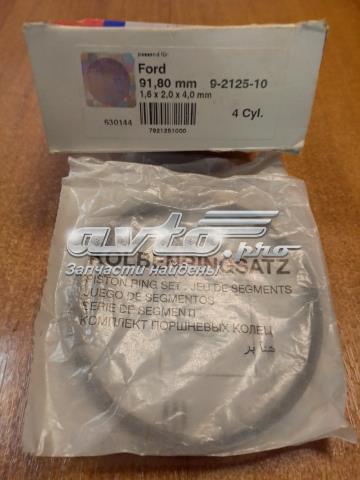 passend für:
Ford
91,80 mm 9-2125-10
1,6 x 2,0 x 4,0 mm
630144
7921251000
4 Cyl.
avto.pro
Запчасти найдены!
KOLBENRINGSATZ
PISTON RING SET . JEU DE SEGMENTS
JUEGO DE SEGMENTOS
SERIE DE SEGMENTI
КОМПЛЕКТ ПОРШНЕВЫХ КОЛЕЦ